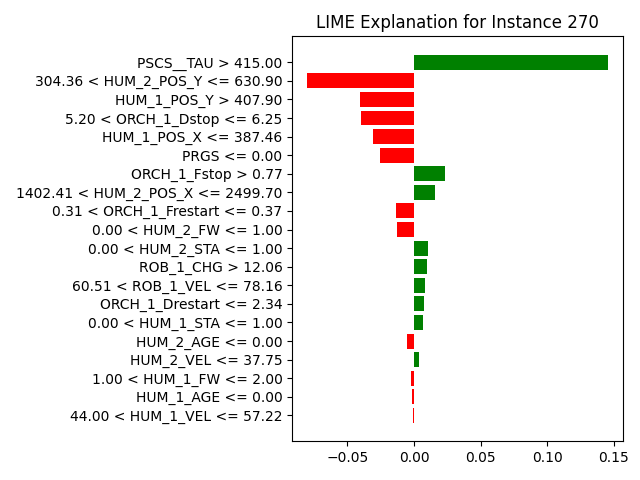 LIME Explanation for Instance 270
PSCS__TAU > 415.00
304.36 < HUM_2_POS_Y <= 630.90
HUM_1_POS_Y > 407.90
5.20 < ORCH_1_Dstop <= 6.25
HUM_1_POS_X <= 387.46
PRGS <= 0.00
ORCH_1_Fstop > 0.77
1402.41 < HUM_2_POS_X <= 2499.70
0.31 < ORCH_1_Frestart <= 0.37
0.00 < HUM_2_FW <= 1.00
0.00 < HUM_2_STA <= 1.00
ROB_1_CHG > 12.06
60.51 < ROB_1_VEL <= 78.16
ORCH_1_Drestart <= 2.34
0.00 < HUM_1_STA <= 1.00
HUM_2_AGE <= 0.00
HUM_2_VEL <= 37.75
1.00 < HUM_1_FW <= 2.00
HUM_1_AGE <= 0.00
44.00 < HUM_1_VEL <= 57.22
−0.05 0.00 0.05 0.10 0.15